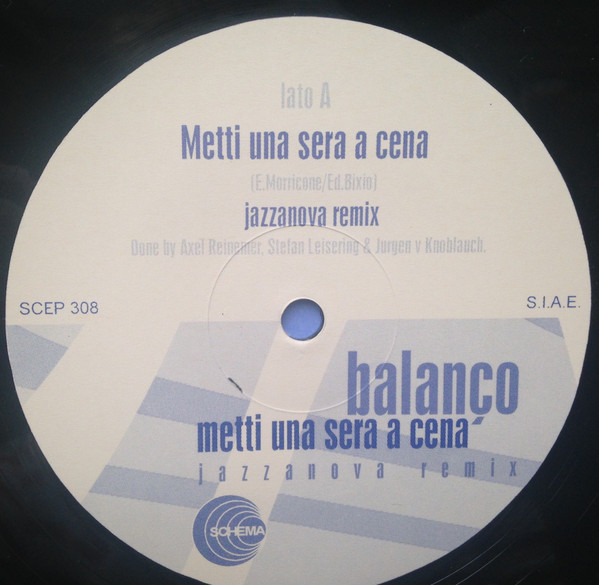 lato A
Metti una sera a cena
(E.Morricone/Ed.Bixio)
jazzanova remix
Done by Axel Reinemer, Stefan Leisering & Jurgen v Knoblauch.
SCEP 308
S.I.A.E.
balanço
metti una sera a cena
jazzanova remix
SCHEMA